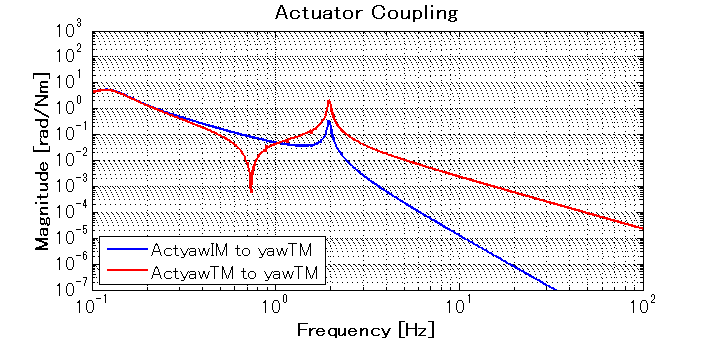 Actuator Coupling
Magnitude [rad/Nm]
10^3
10^2
10^1
10^0
10^-1
10^-2
10^-3
10^-4
10^-5
10^-6
10^-7
ActyawIM to yawTM
ActyawTM to yawTM
10^-1 10^0 10^1 10^2
Frequency [Hz]